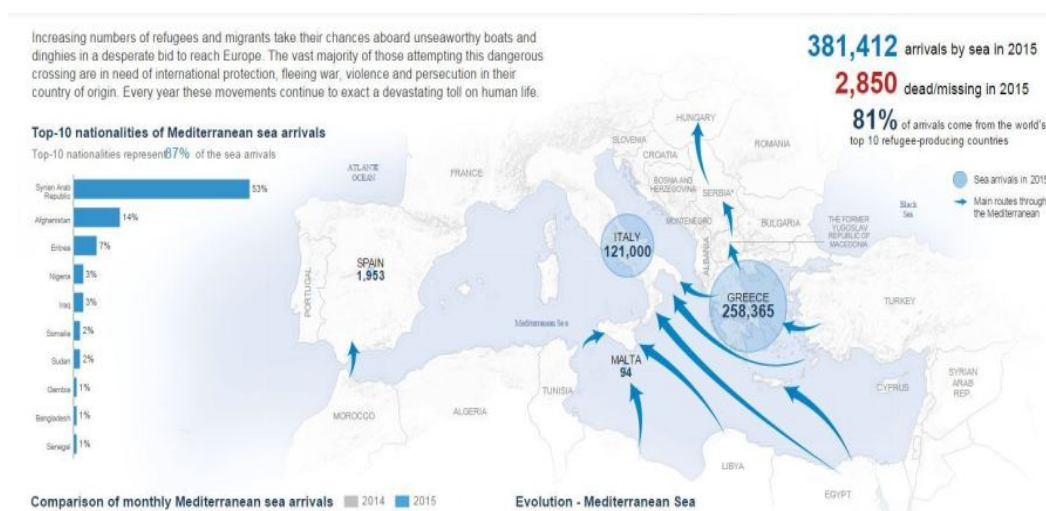 Increasing numbers of refugees and migrants take their chances aboard unseaworthy boats and
dinghies in a desperate bid to reach Europe. The vast majority of those attempting this dangerous
crossing are in need of international protection, fleeing war, violence and persecution in their
country of origin. Every year these movements continue to exact a devastating toll on human life.
381,412 arrivals by sea in 2015
2,850 dead/missing in 2015
81% of arrivals come from the world's
top 10 refugee-producing countries
Sea arrivals in 2015
Main routes through
the Mediterranean
Top-10 nationalities of Mediterranean sea arrivals
Top-10 nationalities represent 87% of the sea arrivals
Syrian Arab
Republic
53%
Afghanistan
14%
Eritrea
7%
Nigeria
3%
Iraq
3%
Somalia
2%
Sudan
2%
Gambia
1%
Bangladesh
1%
Senegal
1%
ATLANTIC
OCEAN
FRANCE
SLOVENIA
HUNGARY
CROATIA
ROMANIA
BOSNIA AND
HERZEGOVINA
SERBIA*
MONTENEGRO
BULGARIA
Black
Sea
THE FORMER
YUGOSLAV
REPUBLIC OF
MACEDONIA
ALBANIA
ITALY
121,000
SPAIN
1,953
PORTUGAL
GREECE
258,365
TURKEY
Mediterranean Sea
MALTA
94
TUNISIA
CYPRUS
SYRIAN
ARAB
REP.
MOROCCO
ALGERIA
LIBYA
EGYPT
Comparison of monthly Mediterranean sea arrivals 2014 2015
Evolution - Mediterranean Sea